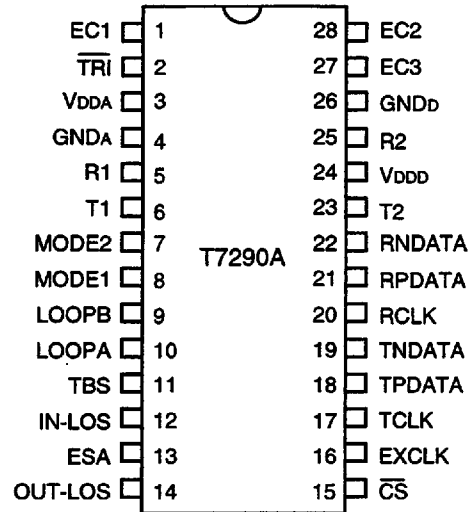 EC1 1 28 EC2
T̅R̅I̅ 2 27 EC3
VDDA 3 26 GNDD
GNDA 4 25 R2
R1 5 24 VDDD
T1 6 23 T2
MODE2 7 22 RNDATA
T7290A
MODE1 8 21 RPDATA
LOOPB 9 20 RCLK
LOOPA 10 19 TNDATA
TBS 11 18 TPDATA
IN-LOS 12 17 TCLK
ESA 13 16 EXCLK
OUT-LOS 14 15 C̅S̅